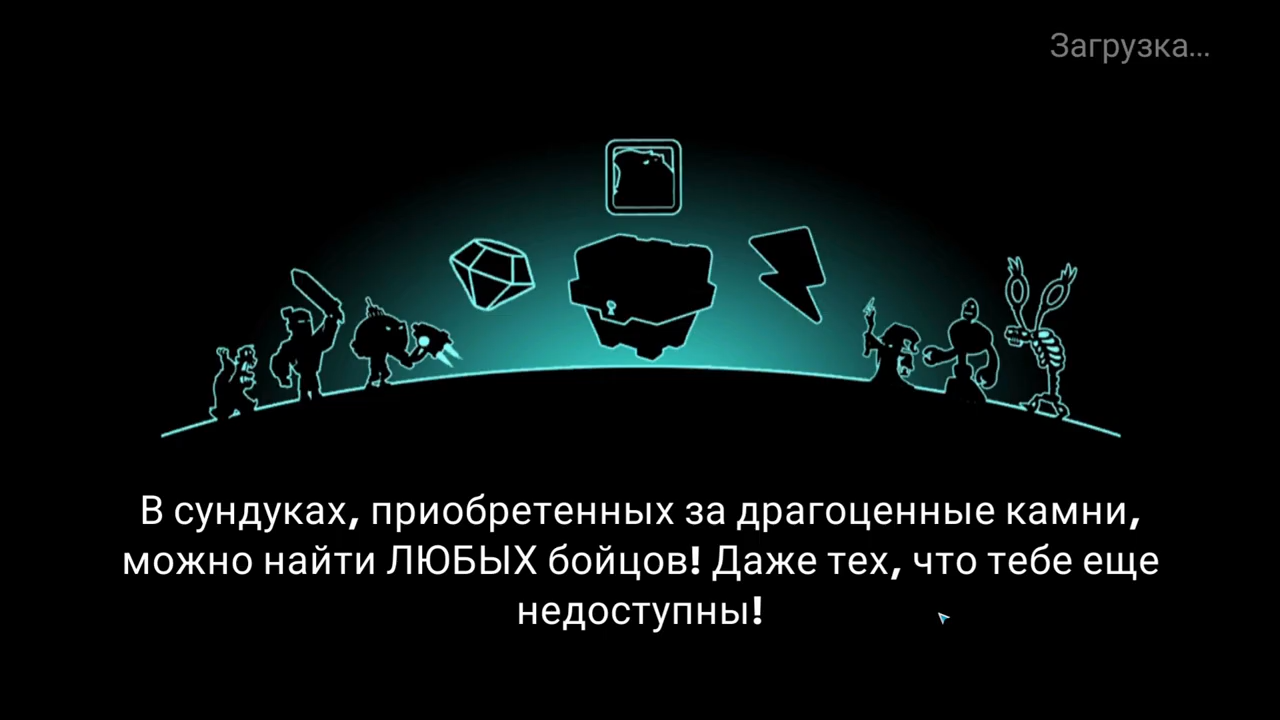 Загрузка...
В сундуках, приобретенных за драгоценные камни,
можно найти ЛЮБЫХ бойцов! Даже тех, что тебе еще
недоступны!